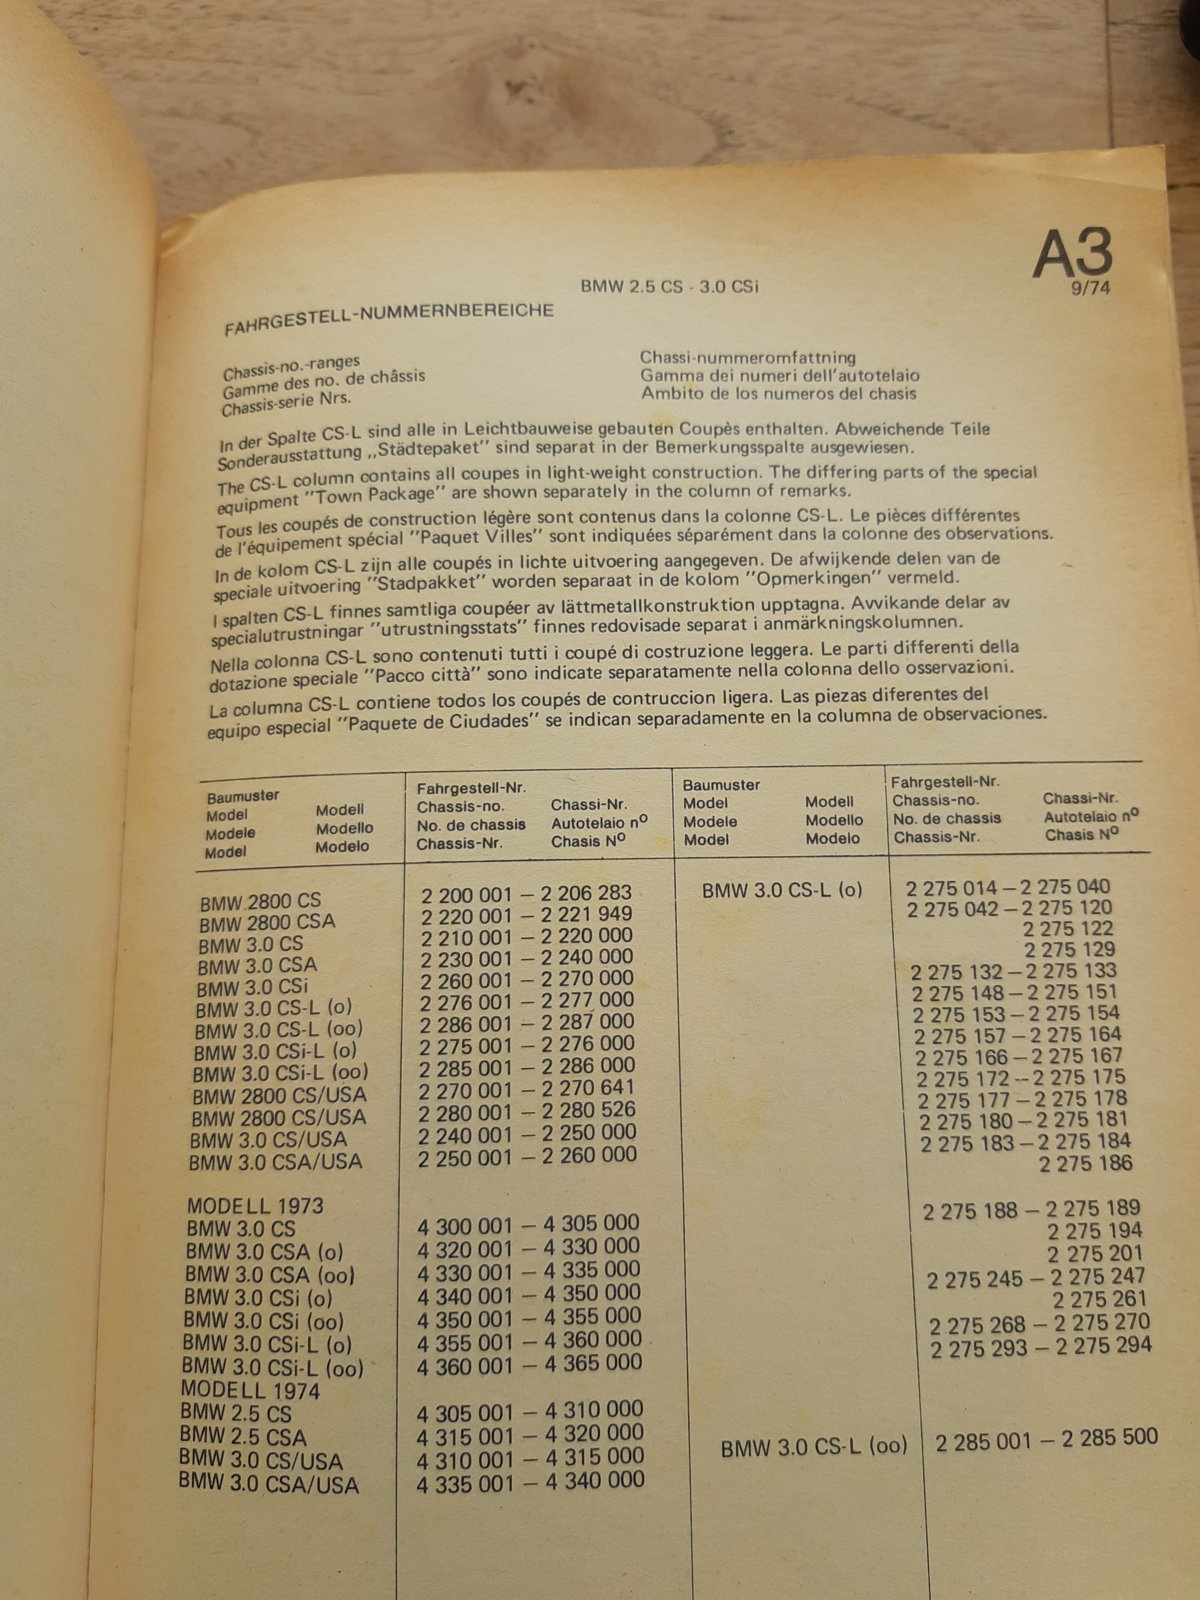 A3
9/74
BMW 2.5 CS - 3.0 CSi
FAHRGESTELL-NUMMERNBEREICHE
Chassis-no.-ranges
Gamme des no. de châssis
Chassis-serie Nrs.
Chassi-nummeromfattning
Gamma dei numeri dell'autotelaio
Ambito de los numeros del chasis
In der Spalte CS-L sind alle in Leichtbauweise gebauten Coupès enthalten. Abweichende Teile
Sonderausstattung „Städtepaket" sind separat in der Bemerkungsspalte ausgewiesen.
The CS-L column contains all coupes in light-weight construction. The differing parts of the special
equipment "Town Package" are shown separately in the column of remarks.
Tous les coupés de construction légère sont contenus dans la colonne CS-L. Le pièces différentes
de l'équipement spécial "Paquet Villes" sont indiquées séparément dans la colonne des observations.
In de kolom CS-L zijn alle coupés in lichte uitvoering aangegeven. De afwijkende delen van de
speciale uitvoering "Stadpakket" worden separaat in de kolom "Opmerkingen" vermeld.
I spalten CS-L finnes samtliga coupéer av lättmetallkonstruktion upptagna. Avvikande delar av
specialutrustningar "utrustningsstats" finnes redovisade separat i anmärkningskolumnen.
Nella colonna CS-L sono contenuti tutti i coupé di costruzione leggera. Le parti differenti della
dotazione speciale "Pacco città" sono indicate separatamente nella colonna dello osservazioni.
La columna CS-L contiene todos los coupés de contruccion ligera. Las piezas diferentes del
equipo especial "Paquete de Ciudades" se indican separadamente en la columna de observaciones.
Baumuster
Model Modell
Modele Modello
Model Modelo
Fahrgestell-Nr.
Chassis-no. Chassi-Nr.
No. de chassis Autotelaio nº
Chassis-Nr. Chasis Nº
Baumuster
Model Modell
Modele Modello
Model Modelo
Fahrgestell-Nr.
Chassis-no. Chassi-Nr.
No. de chassis Autotelaio nº
Chassis-Nr. Chasis Nº
BMW 2800 CS 2 200 001 – 2 206 283
BMW 2800 CSA 2 220 001 – 2 221 949
BMW 3.0 CS 2 210 001 – 2 220 000
BMW 3.0 CSA 2 230 001 – 2 240 000
BMW 3.0 CSi 2 260 001 – 2 270 000
BMW 3.0 CS-L (o) 2 276 001 – 2 277 000
BMW 3.0 CS-L (oo) 2 286 001 – 2 287 000
BMW 3.0 CSi-L (o) 2 275 001 – 2 276 000
BMW 3.0 CSi-L (oo) 2 285 001 – 2 286 000
BMW 2800 CS/USA 2 270 001 – 2 270 641
BMW 2800 CS/USA 2 280 001 – 2 280 526
BMW 3.0 CS/USA 2 240 001 – 2 250 000
BMW 3.0 CSA/USA 2 250 001 – 2 260 000
MODELL 1973
BMW 3.0 CS 4 300 001 – 4 305 000
BMW 3.0 CSA (o) 4 320 001 – 4 330 000
BMW 3.0 CSA (oo) 4 330 001 – 4 335 000
BMW 3.0 CSi (o) 4 340 001 – 4 350 000
BMW 3.0 CSi (oo) 4 350 001 – 4 355 000
BMW 3.0 CSi-L (o) 4 355 001 – 4 360 000
BMW 3.0 CSi-L (oo) 4 360 001 – 4 365 000
MODELL 1974
BMW 2.5 CS 4 305 001 – 4 310 000
BMW 2.5 CSA 4 315 001 – 4 320 000
BMW 3.0 CS/USA 4 310 001 – 4 315 000
BMW 3.0 CSA/USA 4 335 001 – 4 340 000
BMW 3.0 CS-L (o) 2 275 014 – 2 275 040
2 275 042 – 2 275 120
2 275 122
2 275 129
2 275 132 – 2 275 133
2 275 148 – 2 275 151
2 275 153 – 2 275 154
2 275 157 – 2 275 164
2 275 166 – 2 275 167
2 275 172 – 2 275 175
2 275 177 – 2 275 178
2 275 180 – 2 275 181
2 275 183 – 2 275 184
2 275 186
2 275 188 – 2 275 189
2 275 194
2 275 201
2 275 245 – 2 275 247
2 275 261
2 275 268 – 2 275 270
2 275 293 – 2 275 294
BMW 3.0 CS-L (oo) 2 285 001 – 2 285 500